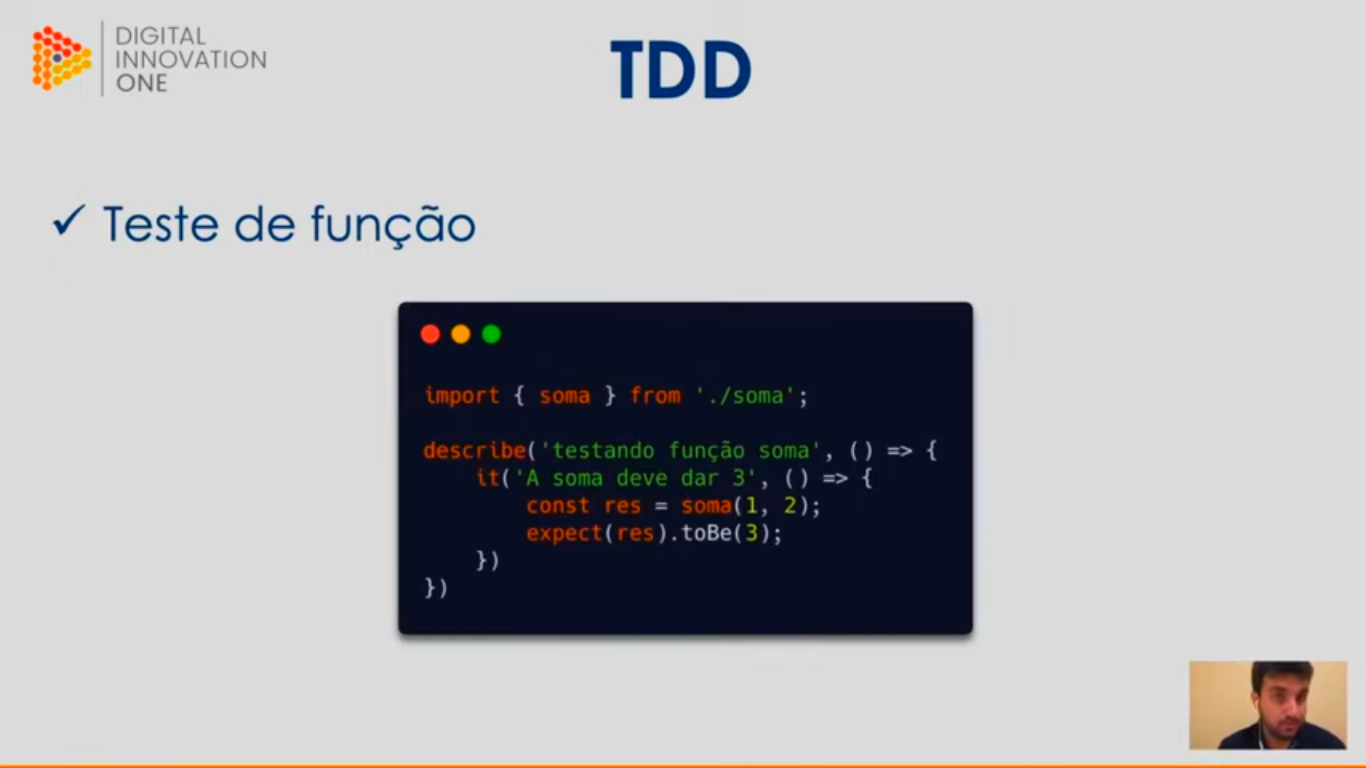 DIGITAL
INNOVATION
ONE
TDD
✓ Teste de função
import { soma } from './soma';
describe('testando função soma', () => {
it('A soma deve dar 3', () => {
const res = soma(1, 2);
expect(res).toBe(3);
})
})